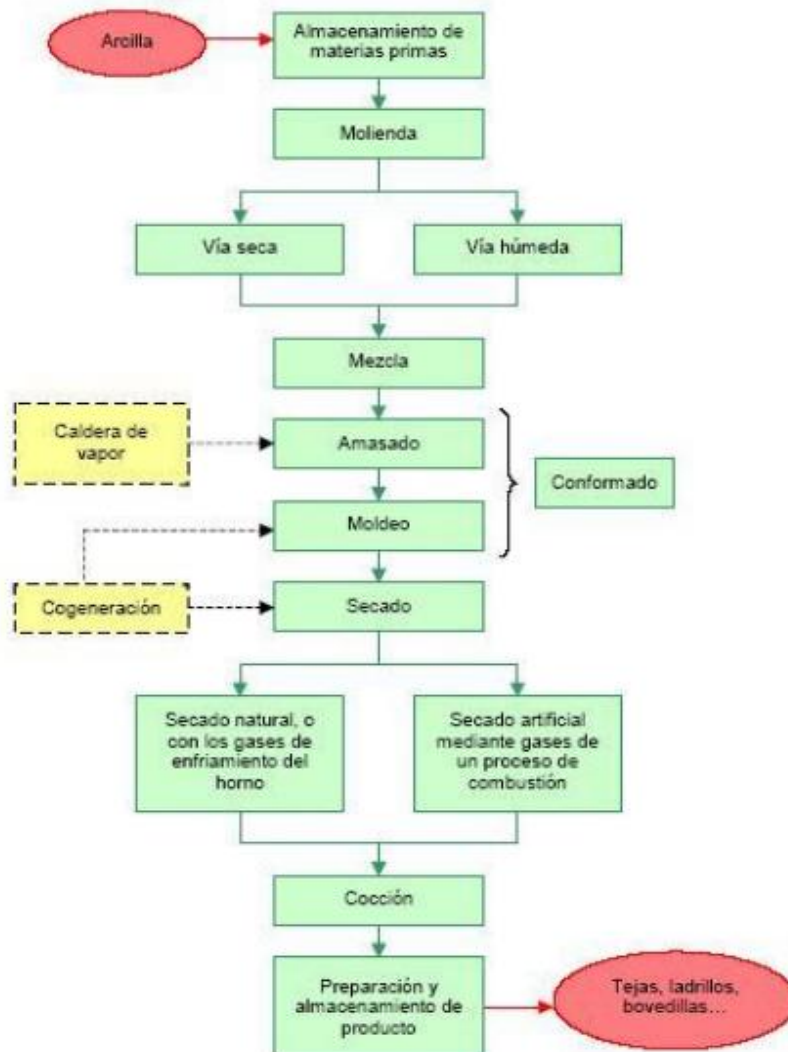 Arcilla
Almacenamiento de
materias primas
Molienda
Vía seca
Vía húmeda
Mezcla
Caldera de
vapor
Amasado
Conformado
Moldeo
Cogeneración
Secado
Secado natural, o
con los gases de
enfriamiento del
horno
Secado artificial
mediante gases de
un proceso de
combustión
Cocción
Preparación y
almacenamiento de
producto
Tejas, ladrillos,
bovedillas...